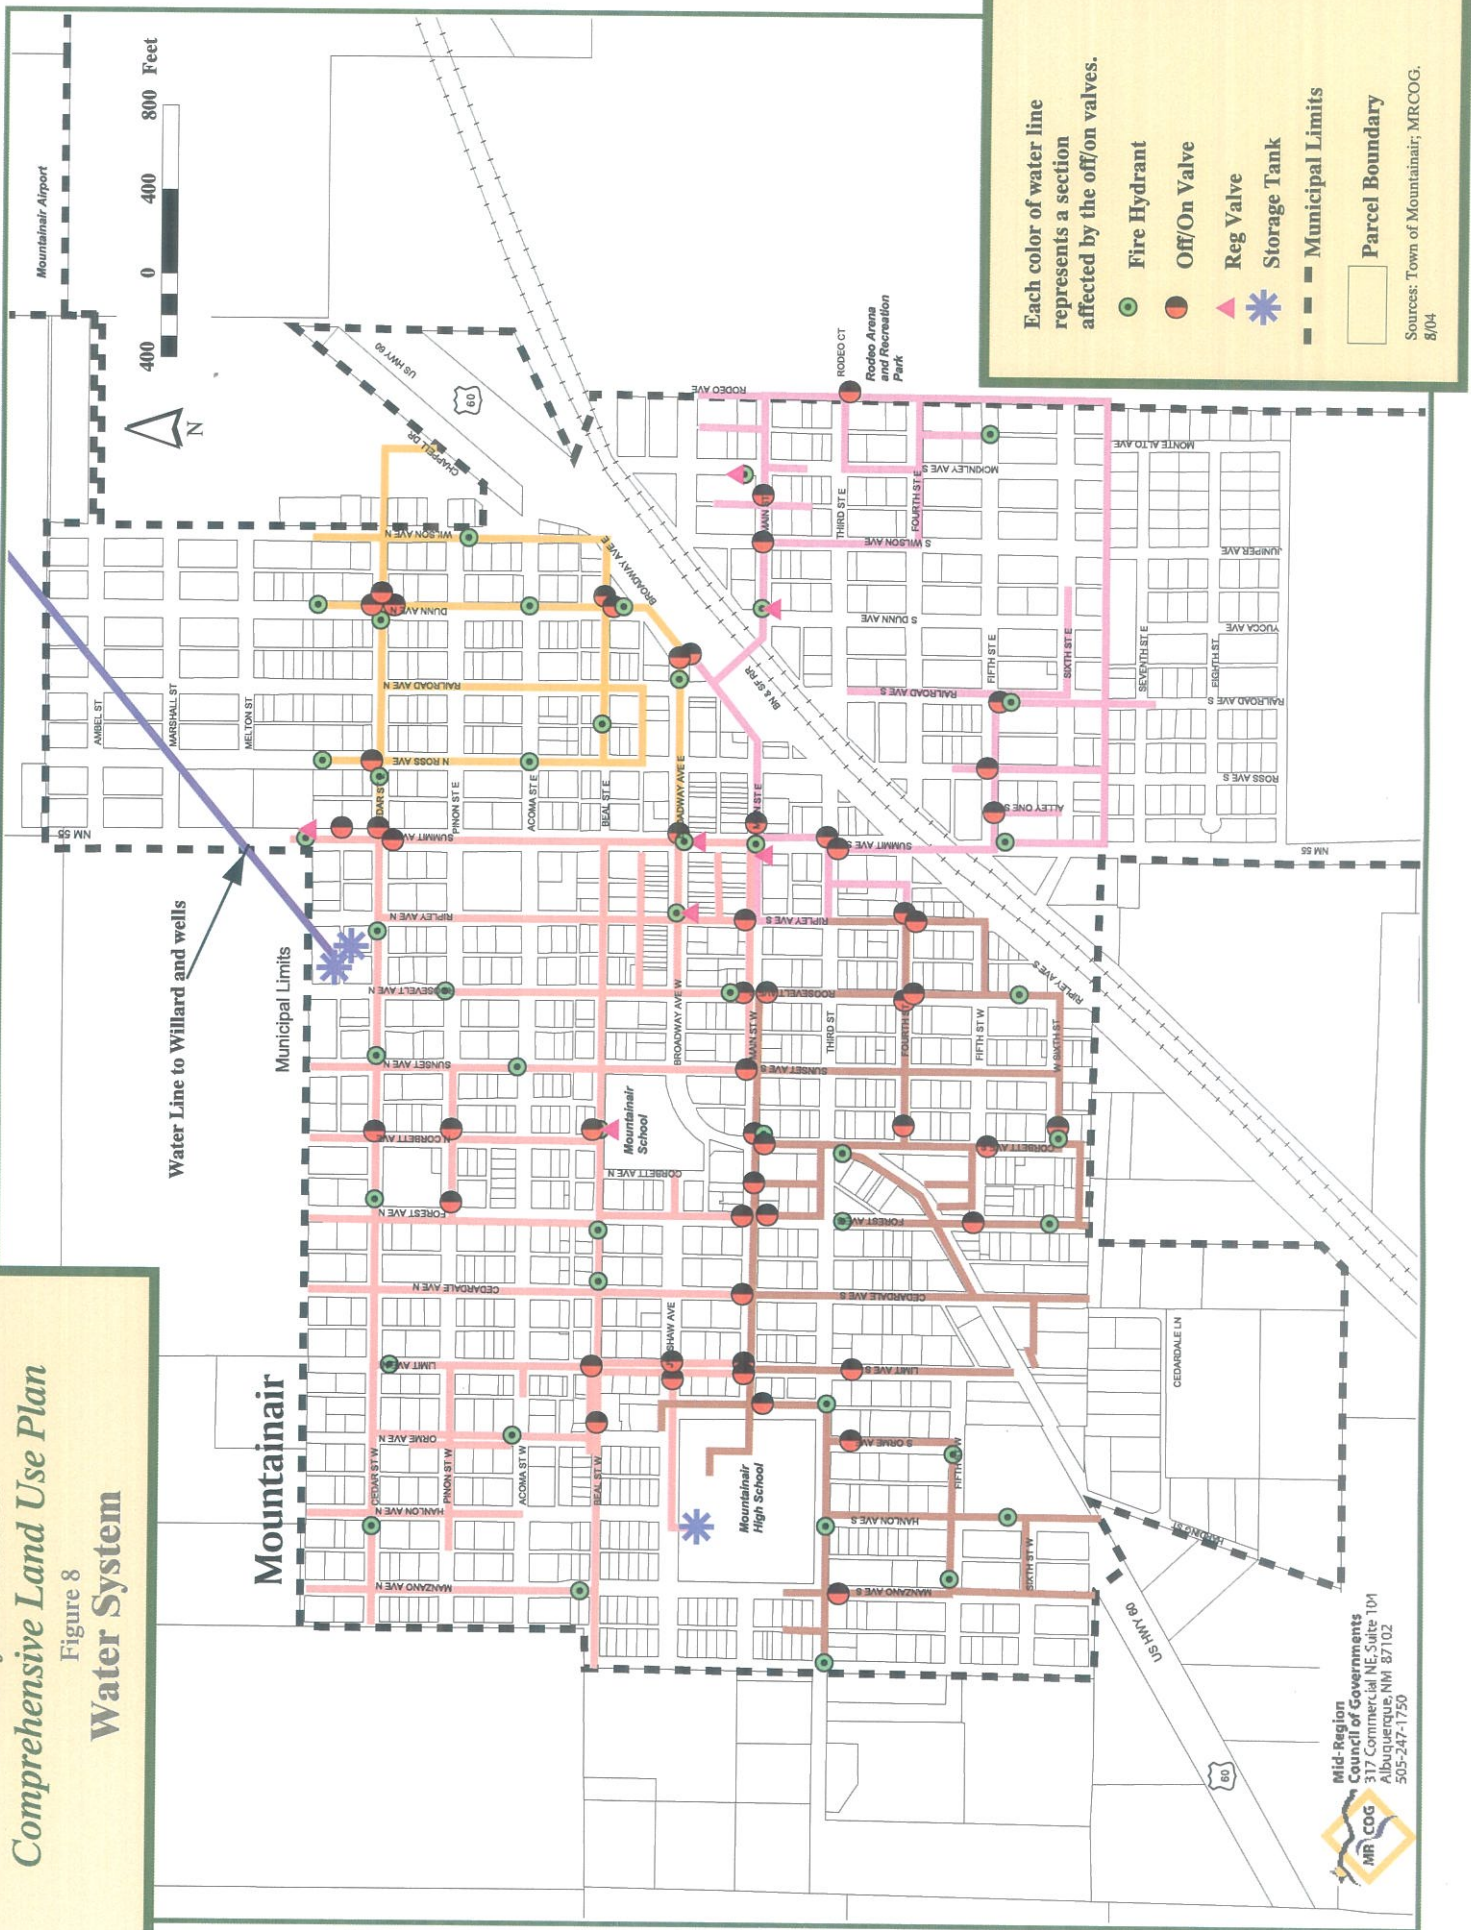 Comprehensive Land Use Plan
Figure 8
Water System
Mountainair
Water Line to Willard and wells
Municipal Limits
Mountainair Airport
400 0 400 800 Feet
N
US HWY 60
60
CHAPPELL DR
AMBEL ST
MARSHALL ST
MELTON ST
NM 55
PINON ST E
ACOMA ST E
BEAL ST E
BROADWAY AVE E
WILSON AVE N
DUNN AVE N
RAILROAD AVE N
N ROSS AVE
RIPLEY AVE N
SUNSET AVE N
N CORBETT AVE
FOREST AVE N
CEDARDALE AVE N
LIMIT AVE N
ORME AVE N
HANLON AVE N
MANZANO AVE N
CEDAR ST W
PINON ST W
ACOMA ST W
BEAL ST W
BROADWAY AVE W
MAIN ST W
CORBETT AVE N
Mountainair
School
Mountainair
High School
BN & SF RR
RODEO AVE
RODEO CT
Rodeo Arena
and Recreation
Park
THIRD ST E
FOURTH ST E
FIFTH ST E
SIXTH ST E
SEVENTH ST E
EIGHTH ST
MCKINLEY AVE S
MONTE ALTO AVE
S WILSON AVE
JUNIPER AVE
S DUNN AVE
YUCCA AVE
RAILROAD AVE S
RAILROAD AVE S
ROSS AVE S
ALLEY ONE S
SUMMIT AVE S
NM 55
RIPLEY AVE S
RIPLEY AVE S
SUNSET AVE S
THIRD ST
FIFTH ST W
W SIXTH ST
CORBETT AVE S
FOREST AVE S
CEDARDALE AVE S
LIMIT AVE S
S ORME AVE
HANLON AVE S
MANZANO AVE S
SIXTH ST W
CEDARDALE LN
HARDING ST
US HWY 60
60
Each color of water line
represents a section
affected by the off/on valves.
Fire Hydrant
Off/On Valve
Reg Valve
Storage Tank
Municipal Limits
Parcel Boundary
Sources: Town of Mountainair; MRCOG.
8/04
MR COG
Mid-Region
Council of Governments
317 Commercial NE, Suite 104
Albuquerque, NM 87102
505-247-1750